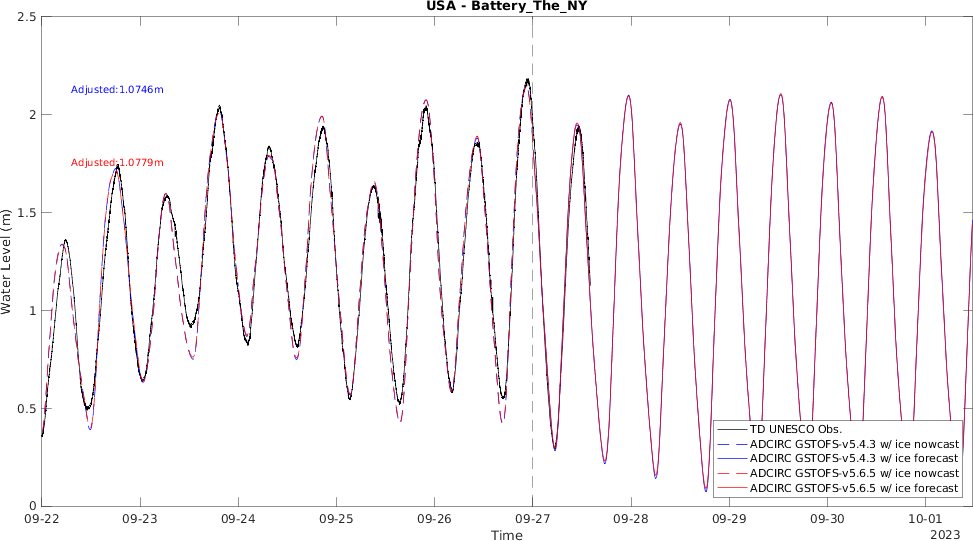 USA - Battery_The_NY
2.5
Adjusted:1.0746m
2
Adjusted:1.0779m
1.5
Water Level (m)
1
0.5
0
TD UNESCO Obs.
ADCIRC GSTOFS-v5.4.3 w/ ice nowcast
ADCIRC GSTOFS-v5.4.3 w/ ice forecast
ADCIRC GSTOFS-v5.6.5 w/ ice nowcast
ADCIRC GSTOFS-v5.6.5 w/ ice forecast
09-22 09-23 09-24 09-25 09-26 09-27 09-28 09-29 09-30 10-01
Time
2023